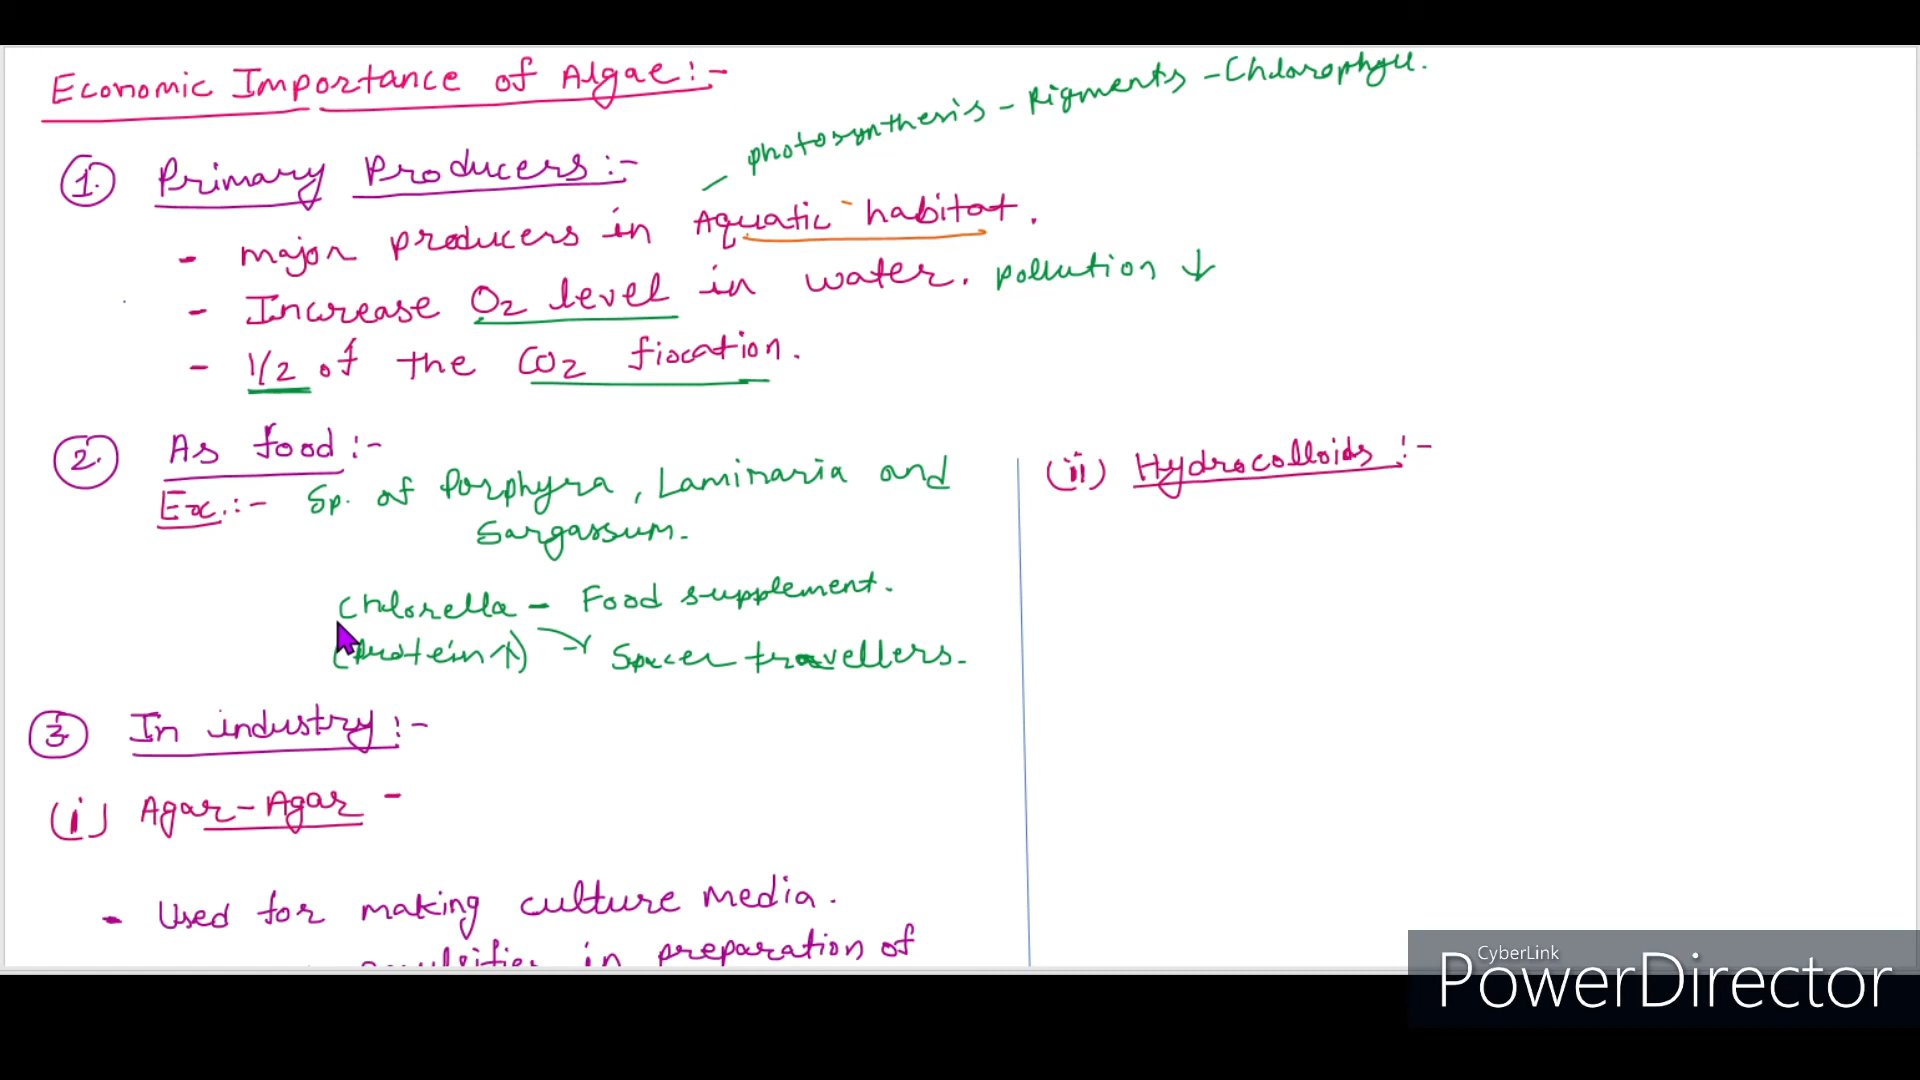 Economic Importance of Algae :-
photosynthesis - Pigments - Chlorophyll.
1. Primary Producers :-
- major producers in Aquatic habitat.
- Increase O2 level in water. pollution ↓
- 1/2 of the CO2 fixation.
2. As food :-
Ex. :- Sp. of Porphyra, Laminaria and
Sargassum.
Chlorella - Food supplement.
(Protein ↑) → Spacer travellers.
3 In industry :-
(i) Agar-Agar -
- Used for making culture media.
in preparation of
(ii) Hydrocolloids :-
CyberLink
PowerDirector